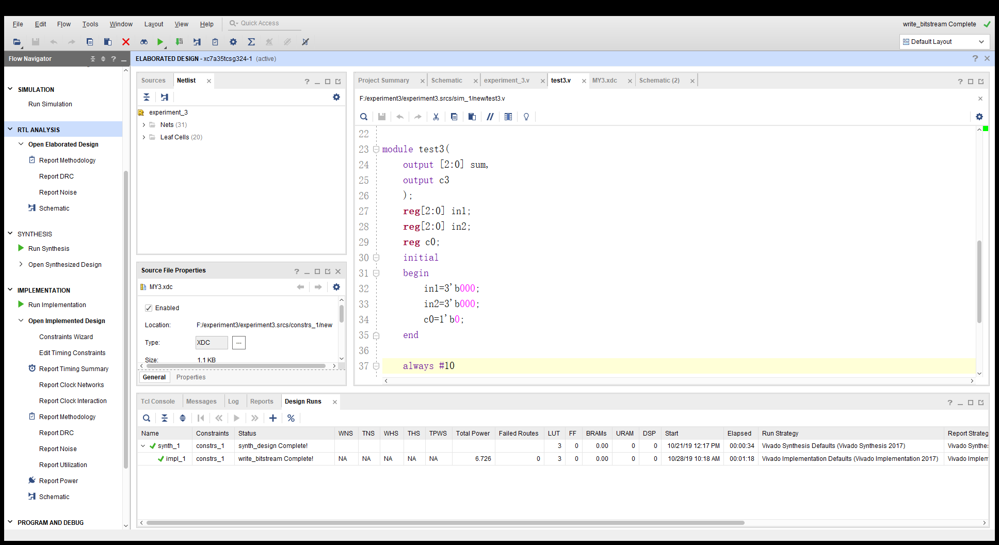 File Edit Flow Tools Window Layout View Help Quick Access
write_bitstream Complete
Default Layout
Flow Navigator
ELABORATED DESIGN - xc7a35tcsg324-1 (active)
SIMULATION
Run Simulation
RTL ANALYSIS
Open Elaborated Design
Report Methodology
Report DRC
Report Noise
Schematic
SYNTHESIS
Run Synthesis
Open Synthesized Design
IMPLEMENTATION
Run Implementation
Open Implemented Design
Constraints Wizard
Edit Timing Constraints
Report Timing Summary
Report Clock Networks
Report Clock Interaction
Report Methodology
Report DRC
Report Noise
Report Utilization
Report Power
Schematic
PROGRAM AND DEBUG
Sources Netlist
experiment_3
Nets (31)
Leaf Cells (20)
Source File Properties
MY3.xdc
Enabled
Location: F:/experiment3/experiment3.srcs/constrs_1/new
Type: XDC ...
Size: 1.1 KB
General Properties
Project Summary Schematic experiment_3.v test3.v MY3.xdc Schematic (2)
F:/experiment3/experiment3.srcs/sim_1/new/test3.v
22
23 module test3(
24 output [2:0] sum,
25 output c3
26 );
27 reg[2:0] in1;
28 reg[2:0] in2;
29 reg c0;
30 initial
31 begin
32 in1=3'b000;
33 in2=3'b000;
34 c0=1'b0;
35 end
36
37 always #10
Tcl Console Messages Log Reports Design Runs
Name Constraints Status WNS TNS WHS THS TPWS Total Power Failed Routes LUT FF BRAMs URAM DSP Start Elapsed Run Strategy Report Strateg
synth_1 constrs_1 synth_design Complete! 3 0 0.00 0 0 10/21/19 12:17 PM 00:00:34 Vivado Synthesis Defaults (Vivado Synthesis 2017) Vivado Synthe
impl_1 constrs_1 write_bitstream Complete! NA NA NA NA NA 6.726 0 3 0 0.00 0 0 10/28/19 10:18 AM 00:01:18 Vivado Implementation Defaults (Vivado Implementation 2017) Vivado Implem